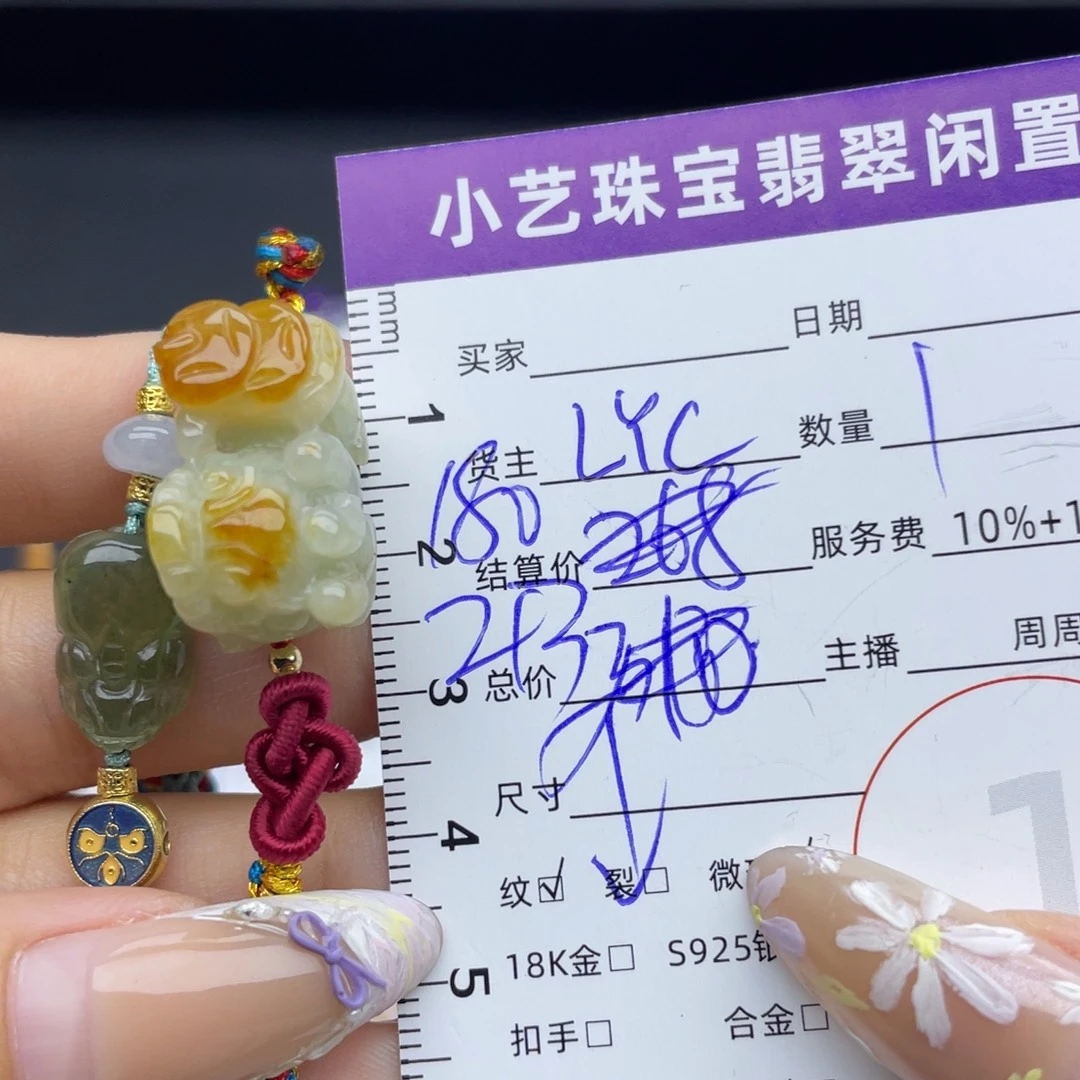 小艺珠宝翡翠闲置
买家 日期
货主 LYC 数量 1
180
结算价 268 服务费 10%+1
213
总价 主播 周周
尺寸
纹☑ 裂☐ 微
18K金☐ S925银
扣手☐ 合金☐
mm
1
2
3
4
5
1